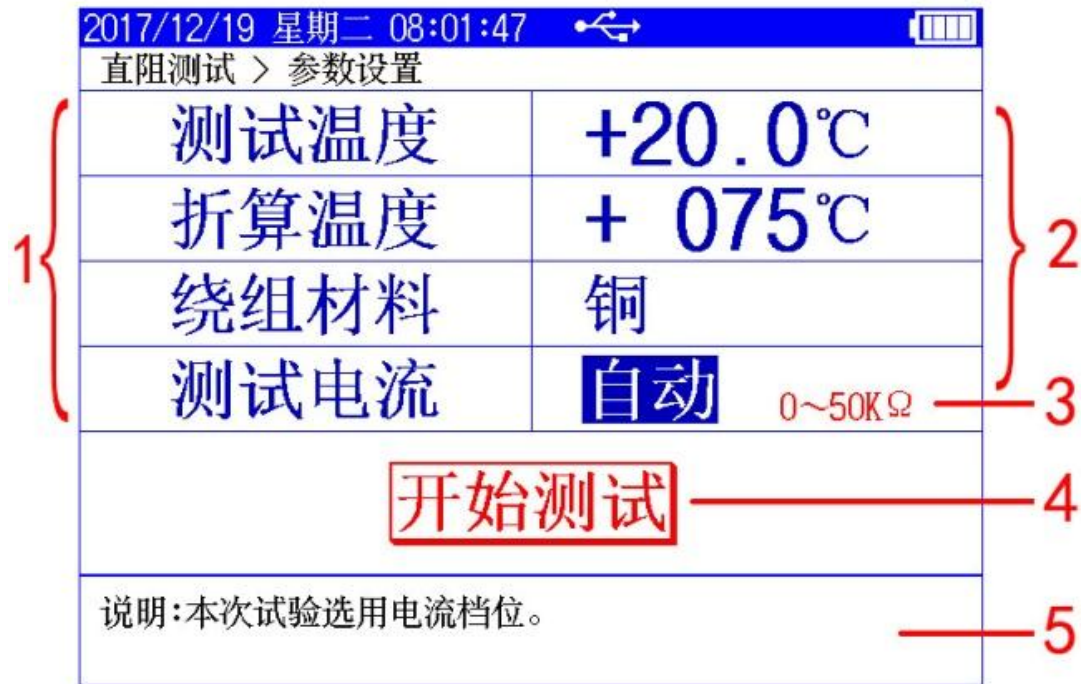 2017/12/19 星期二 08:01:47
直阻测试 > 参数设置
测试温度 +20.0℃
折算温度 + 075℃
绕组材料 铜
测试电流 自动 0~50KΩ
开始测试
说明:本次试验选用电流档位。
1
2
3
4
5